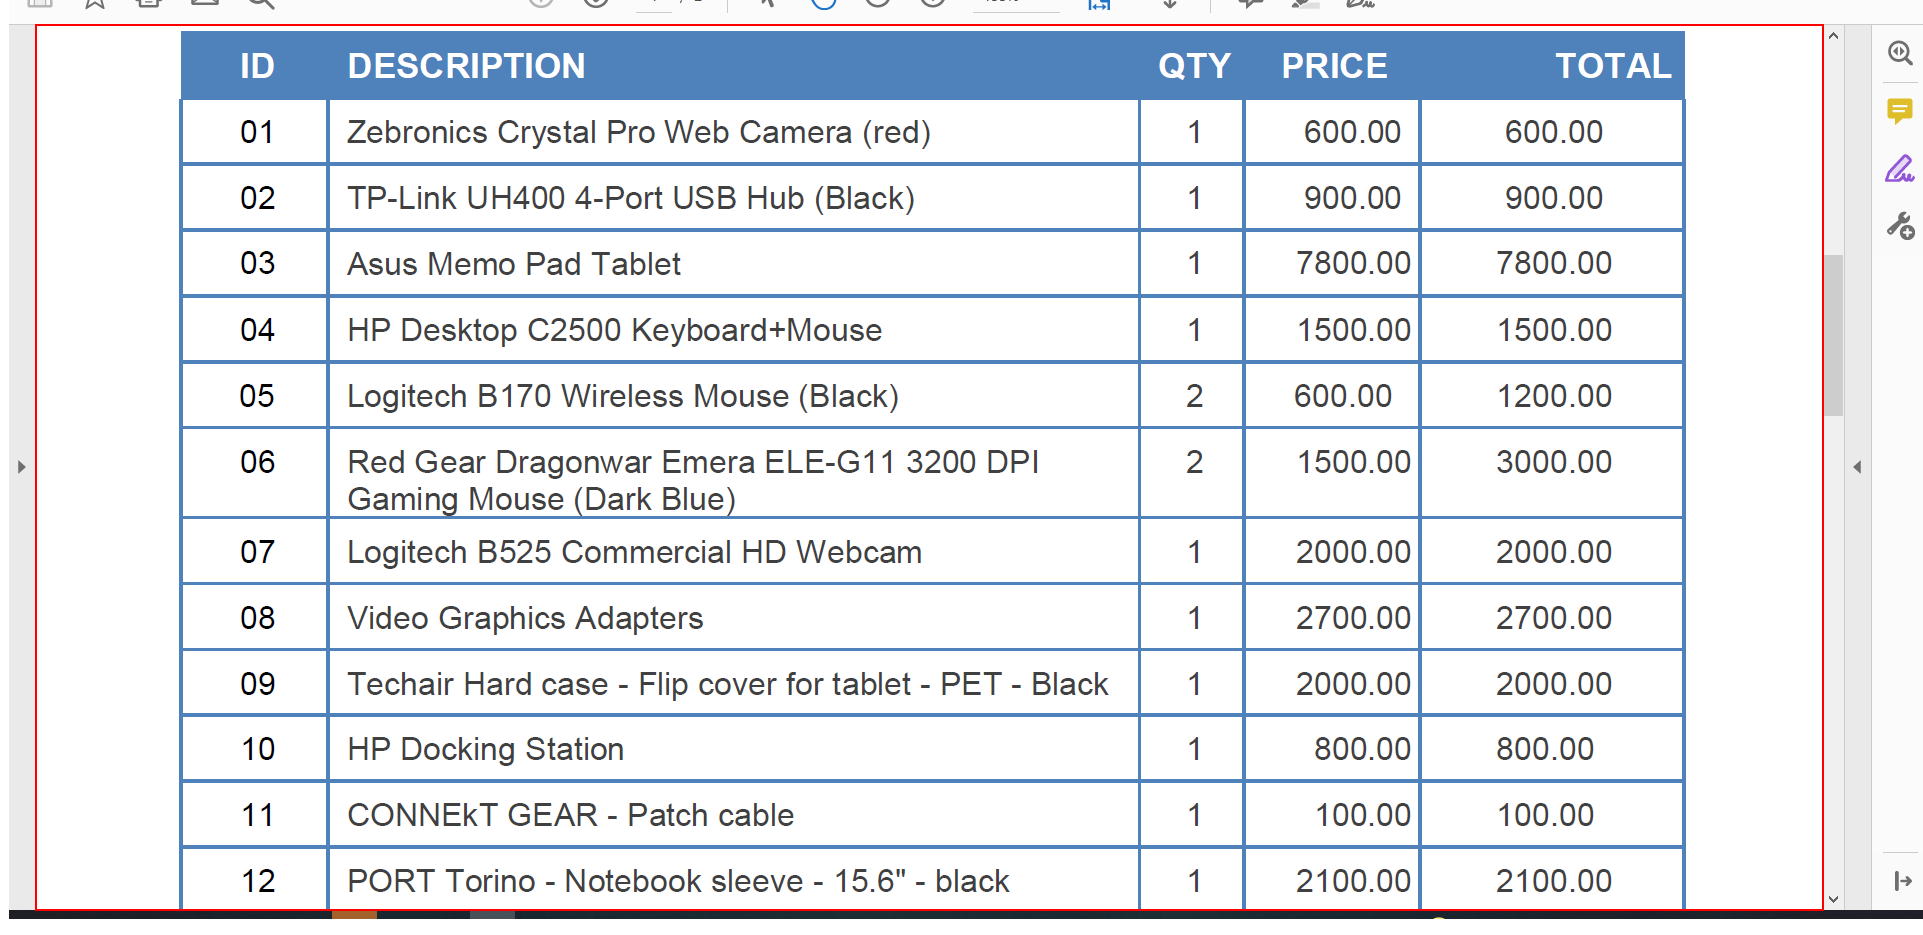 ID DESCRIPTION QTY PRICE TOTAL
01 Zebronics Crystal Pro Web Camera (red) 1 600.00 600.00
02 TP-Link UH400 4-Port USB Hub (Black) 1 900.00 900.00
03 Asus Memo Pad Tablet 1 7800.00 7800.00
04 HP Desktop C2500 Keyboard+Mouse 1 1500.00 1500.00
05 Logitech B170 Wireless Mouse (Black) 2 600.00 1200.00
06 Red Gear Dragonwar Emera ELE-G11 3200 DPI 2 1500.00 3000.00
Gaming Mouse (Dark Blue)
07 Logitech B525 Commercial HD Webcam 1 2000.00 2000.00
08 Video Graphics Adapters 1 2700.00 2700.00
09 Techair Hard case - Flip cover for tablet - PET - Black 1 2000.00 2000.00
10 HP Docking Station 1 800.00 800.00
11 CONNEkT GEAR - Patch cable 1 100.00 100.00
12 PORT Torino - Notebook sleeve - 15.6" - black 1 2100.00 2100.00